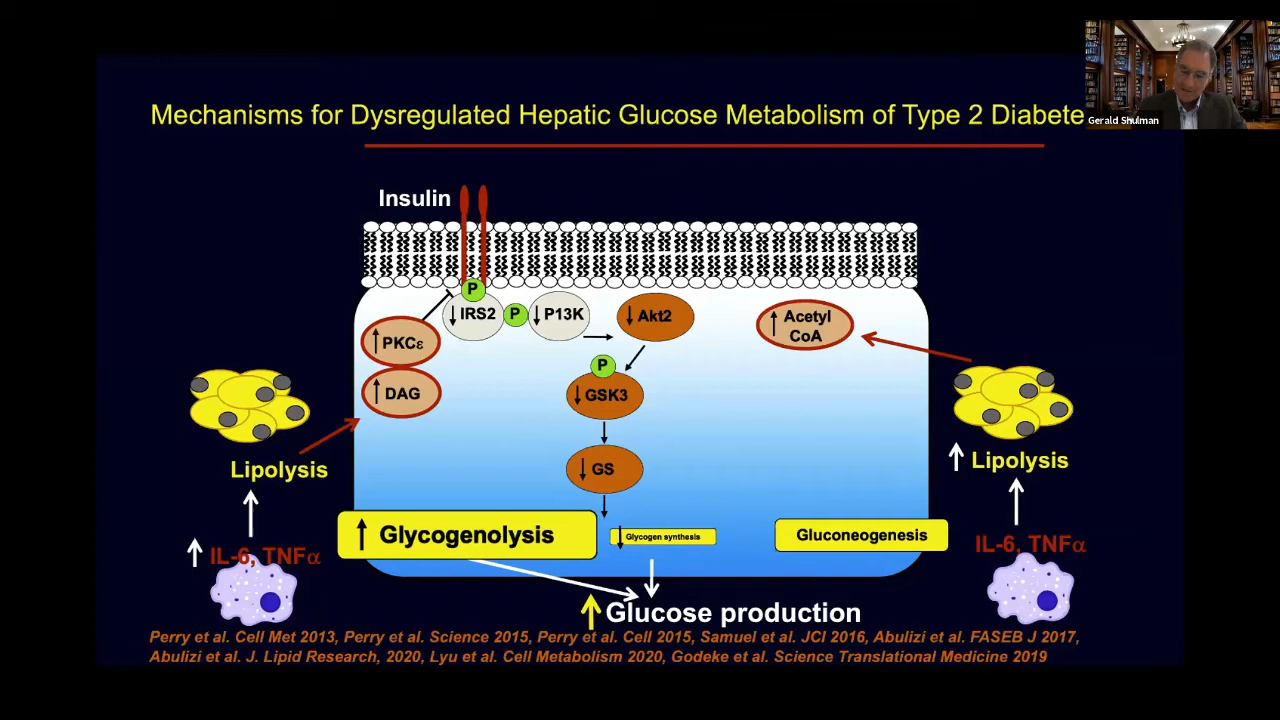 Mechanisms for Dysregulated Hepatic Glucose Metabolism of Type 2 Diabete
Gerald Shulman
Insulin
P
IRS2
P
P13K
Akt2
Acetyl
CoA
PKCε
P
DAG
GSK3
Lipolysis
GS
Lipolysis
Glycogenolysis
Glycogen synthesis
Gluconeogenesis
IL-6, TNFα
IL-6, TNFα
Glucose production
Perry et al. Cell Met 2013, Perry et al. Science 2015, Perry et al. Cell 2015, Samuel et al. JCI 2016, Abulizi et al. FASEB J 2017,
Abulizi et al. J. Lipid Research, 2020, Lyu et al. Cell Metabolism 2020, Godeke et al. Science Translational Medicine 2019